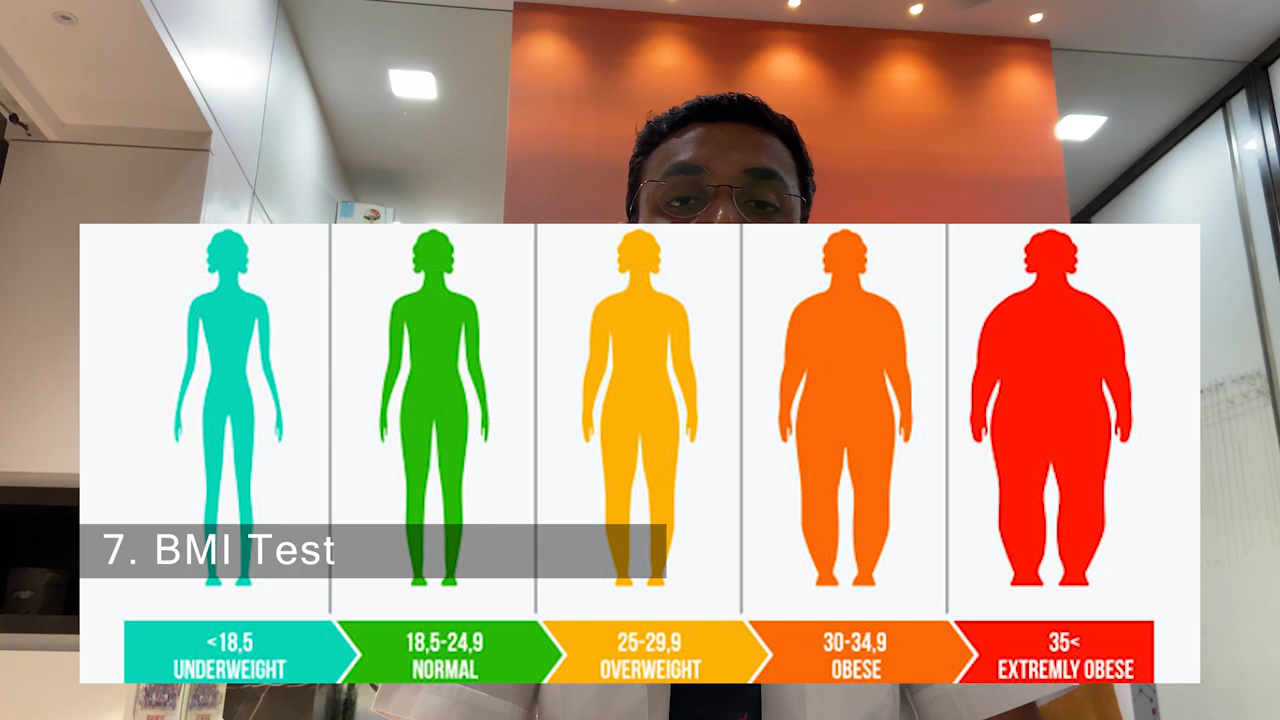 7. BMI Test
<18,5
UNDERWEIGHT
18,5-24,9
NORMAL
25-29,9
OVERWEIGHT
30-34,9
OBESE
35<
EXTREMLY OBESE